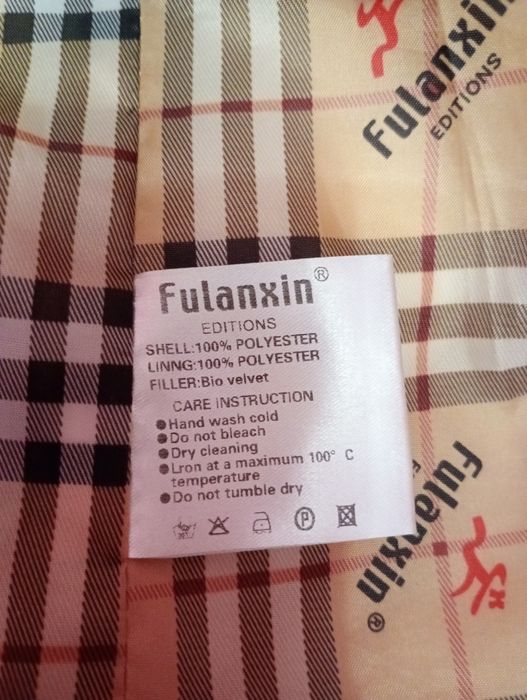 Fulanxin
EDITIONS
Fulanxin®
EDITIONS
SHELL:100% POLYESTER
LINNG:100% POLYESTER
FILLER:Bio velvet
CARE INSTRUCTION
●Hand wash cold
●Do not bleach
●Dry cleaning
●Lron at a maximum 100° C
temperature
●Do not tumble dry
P
Fulanxin®